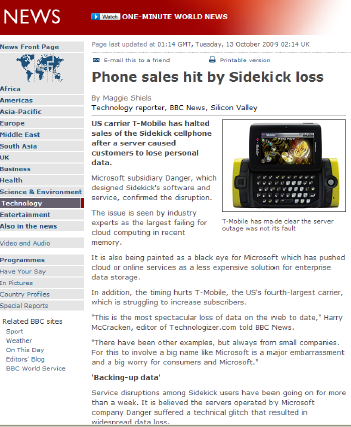 NEWS
Watch ONE-MINUTE WORLD NEWS
News Front Page
Africa
Americas
Asia-Pacific
Europe
Middle East
South Asia
UK
Business
Health
Science & Environment
Technology
Entertainment
Also in the news
Video and Audio
Programmes
Have Your Say
In Pictures
Country Profiles
Special Reports
Related BBC sites
Sport
Weather
On This Day
Editors' Blog
BBC World Service
Page last updated at 01:14 GMT, Tuesday, 13 October 2009 02:14 UK
E-mail this to a friend
Printable version
Phone sales hit by Sidekick loss
By Maggie Shiels
Technology reporter, BBC News, Silicon Valley
US carrier T-Mobile has halted
sales of the Sidekick cellphone
after a server caused
customers to lose personal
data.
Microsoft subsidiary Danger, which
designed Sidekick's software and
service, confirmed the disruption.
The issue is seen by industry
experts as the largest failing for
cloud computing in recent
memory.
T-Mobile has made clear the server
outage was not its fault
It is also being painted as a black eye for Microsoft which has pushed
cloud or online services as a less expensive solution for enterprise
data storage.
In addition, the timing hurts T-Mobile, the US's fourth-largest carrier,
which is struggling to increase subscribers.
"This is the most spectacular loss of data on the web to date," Harry
McCracken, editor of Technologizer.com told BBC News.
"There have been other examples, but always from small companies.
For this to involve a big name like Microsoft is a major embarrassment
and a big worry for consumers and Microsoft."
'Backing-up data'
Service disruptions among Sidekick users have been going on for more
than a week. It is believed the servers operated by Microsoft
company Danger suffered a technical glitch that resulted in
widespread data loss.